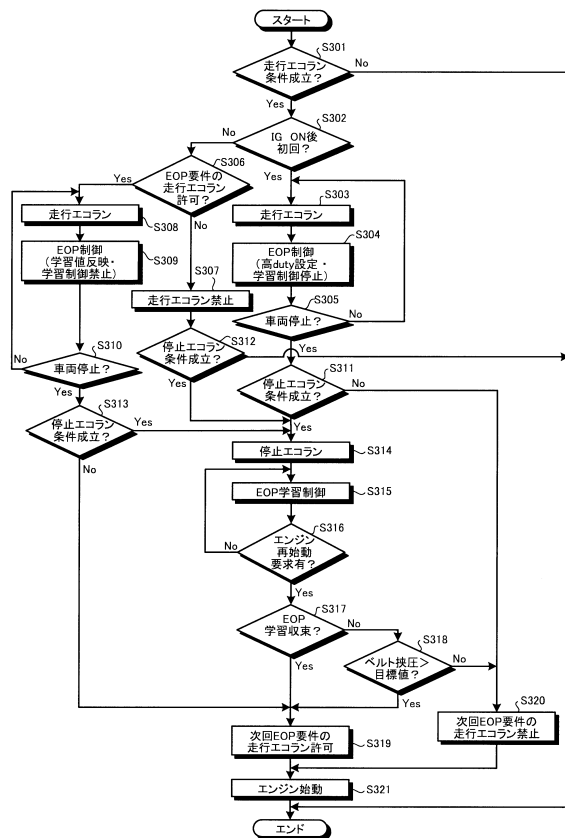 スタート
S301
走行エコラン
条件成立？
No
Yes
S302
IG ON後
初回？
No
Yes
S306
EOP要件の
走行エコラン
許可？
Yes
No
S303
走行エコラン
S308
走行エコラン
S304
EOP制御
(高duty設定・
学習制御停止)
S309
EOP制御
(学習値反映・
学習制御禁止)
S307
走行エコラン禁止
S305
車両停止？
No
Yes
S312
停止エコラン
条件成立？
Yes
S310
車両停止？
No
Yes
S311
停止エコラン
条件成立？
No
Yes
S313
停止エコラン
条件成立？
Yes
No
停止エコラン
S314
EOP学習制御
S315
S316
エンジン
再始動
要求有？
No
Yes
S317
EOP
学習収束？
No
Yes
S318
ベルト挟圧＞
目標値？
No
Yes
S320
次回EOP要件の
走行エコラン禁止
次回EOP要件の
走行エコラン許可
S319
エンジン始動
S321
エンド